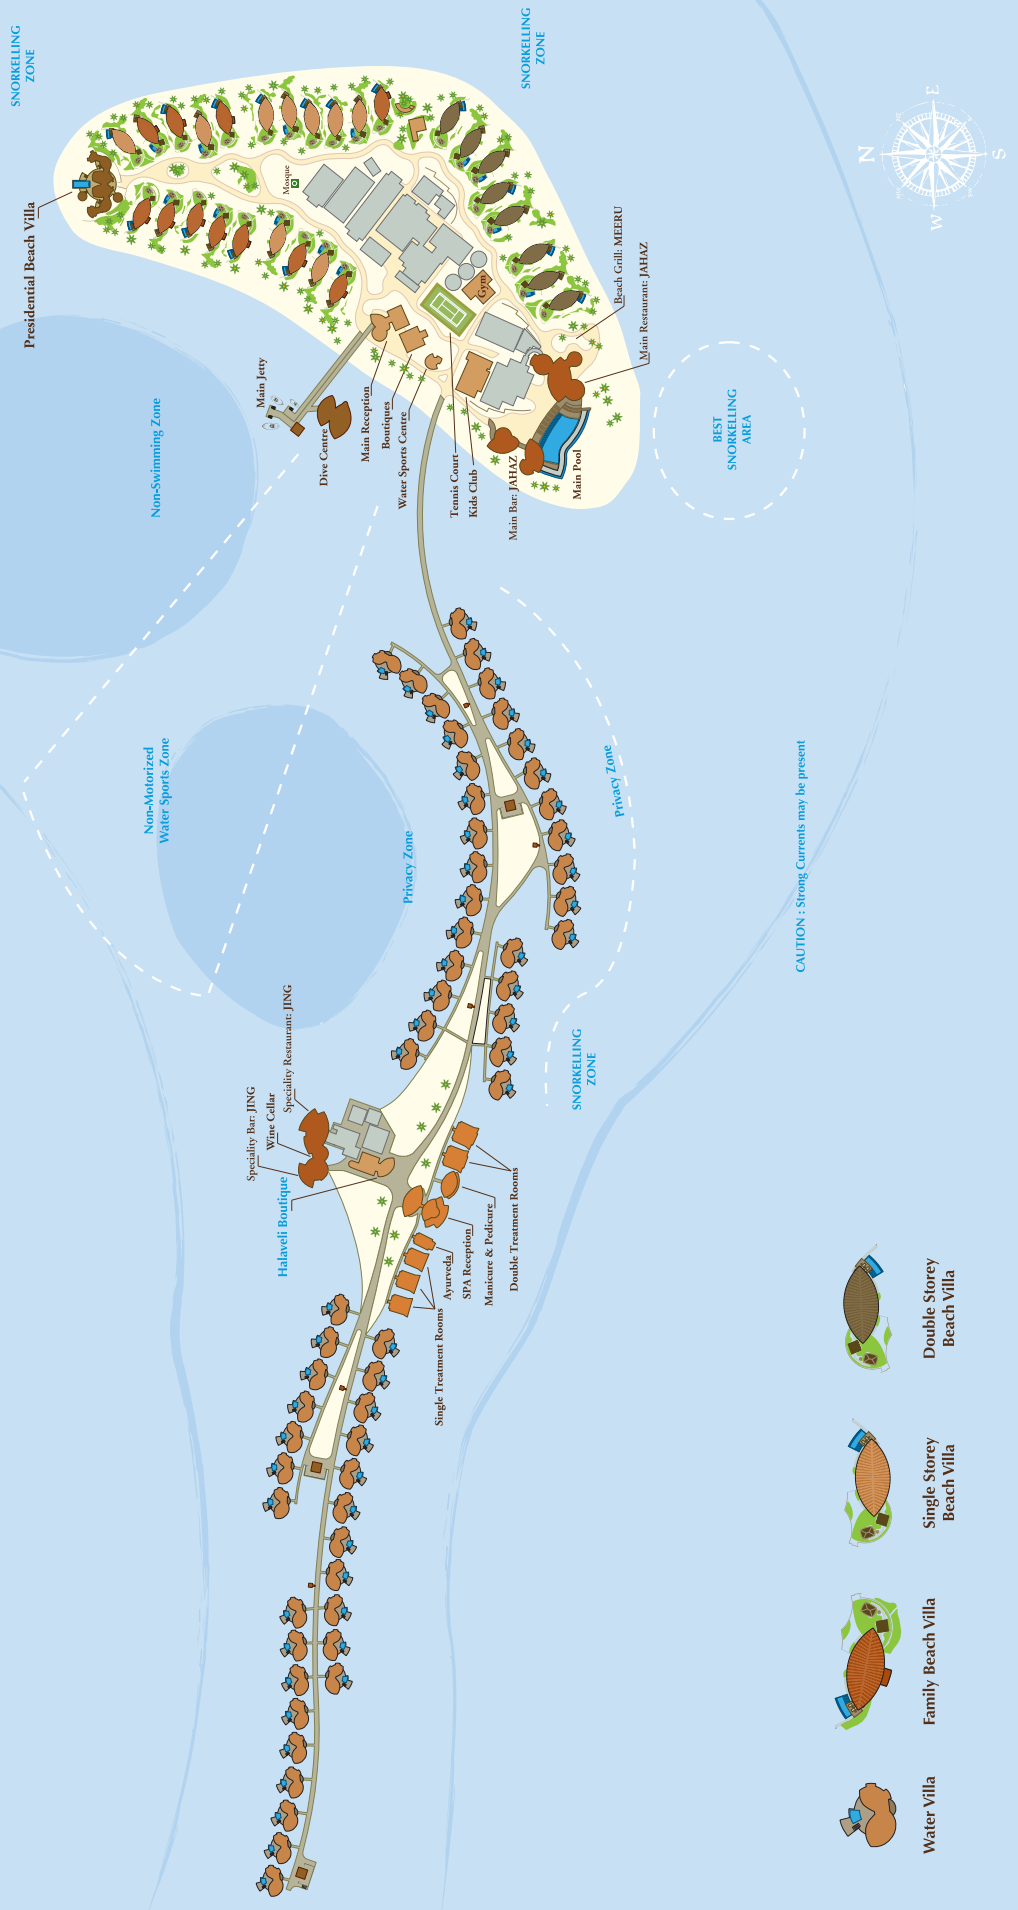 SNORKELLING
ZONE
SNORKELLING
ZONE
Presidential Beach Villa
Mosque
N
E
S
W
Gym
Beach Grill: MEERU
Main Restaurant: JAHAZ
Main Jetty
Dive Centre
Main Reception
Boutiques
Water Sports Centre
Tennis Court
Kids Club
Main Bar: JAHAZ
Main Pool
Non-Swimming Zone
BEST
SNORKELLING
AREA
Non-Motorized
Water Sports Zone
Privacy Zone
Privacy Zone
CAUTION : Strong Currents may be present
SNORKELLING
ZONE
Speciality Restaurant: JING
Wine Cellar
Speciality Bar: JING
Halaveli Boutique
Double Treatment Rooms
Manicure & Pedicure
SPA Reception
Ayurveda
Single Treatment Rooms
Water Villa
Family Beach Villa
Single Storey
Beach Villa
Double Storey
Beach Villa